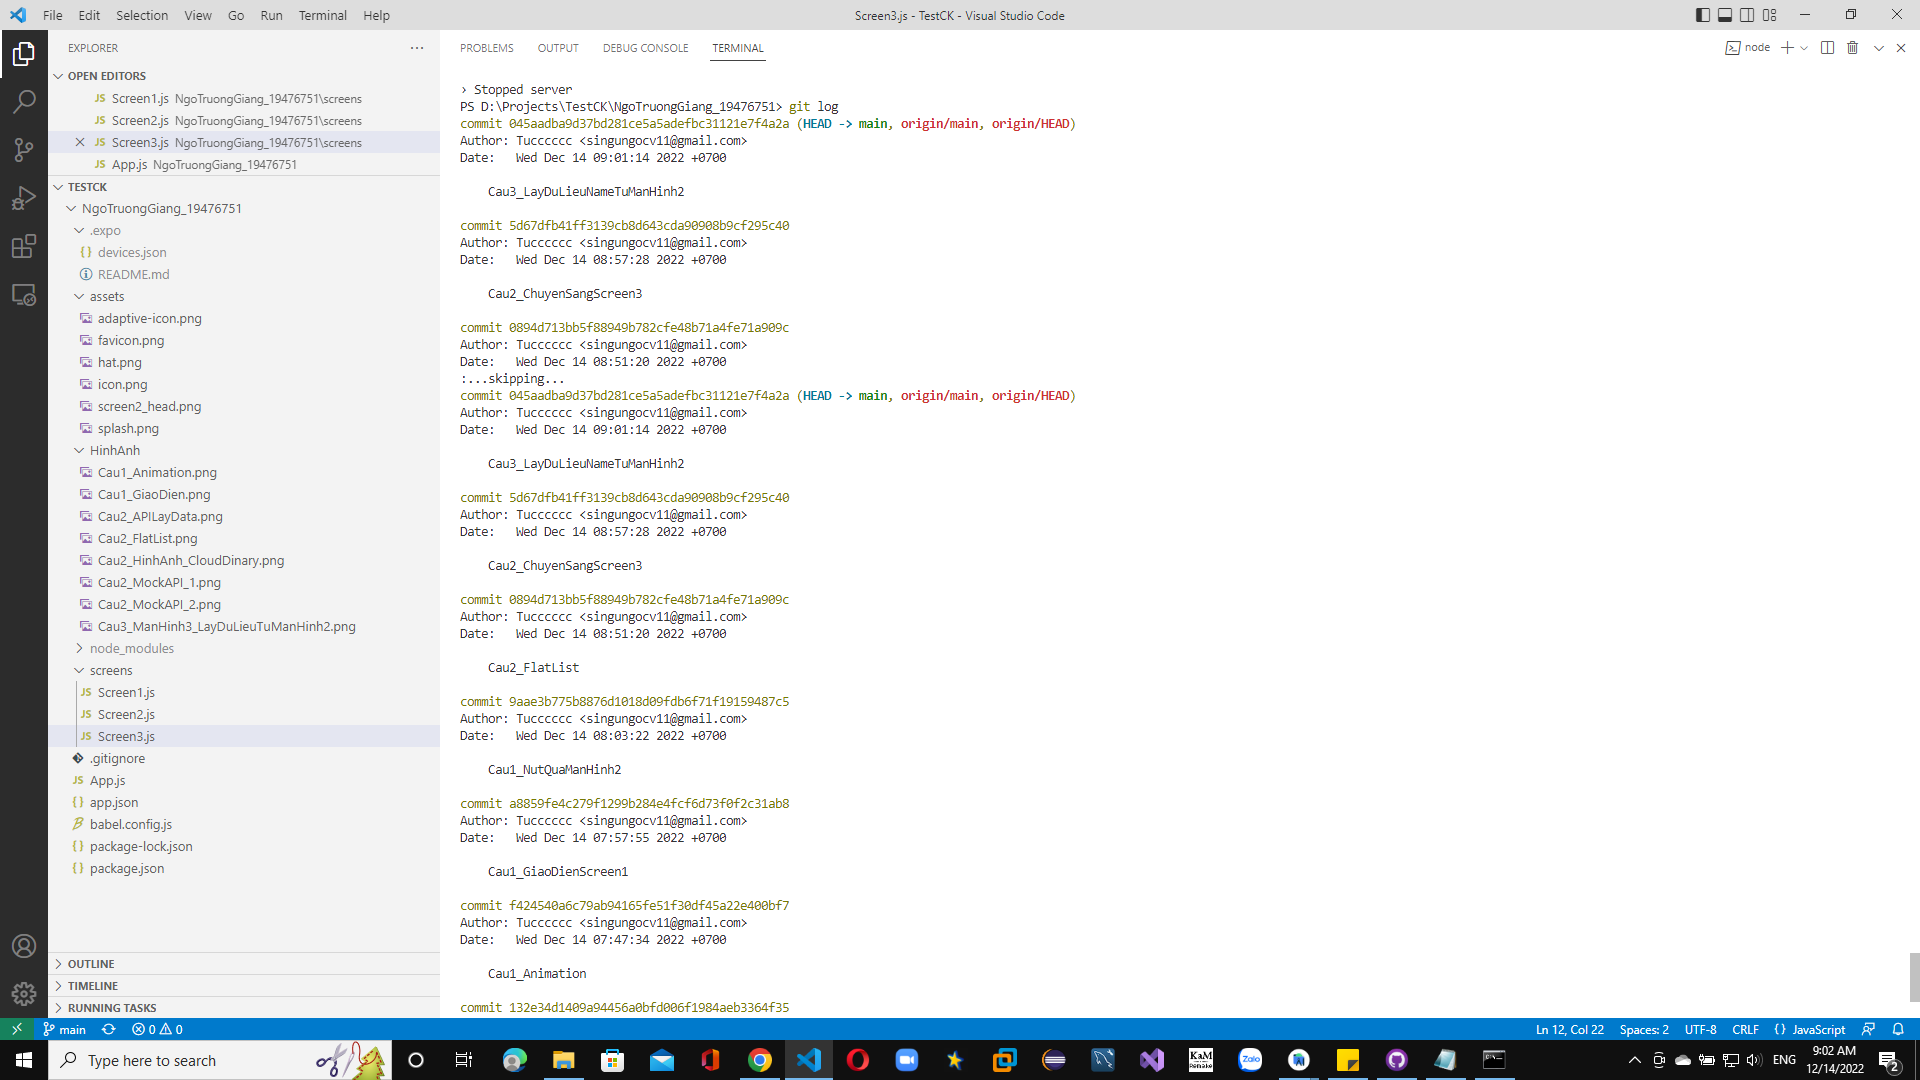 File Edit Selection View Go Run Terminal Help
Screen3.js - TestCK - Visual Studio Code
EXPLORER
OPEN EDITORS
Screen1.js NgoTruongGiang_19476751\screens
Screen2.js NgoTruongGiang_19476751\screens
Screen3.js NgoTruongGiang_19476751\screens
App.js NgoTruongGiang_19476751
TESTCK
NgoTruongGiang_19476751
.expo
devices.json
README.md
assets
adaptive-icon.png
favicon.png
hat.png
icon.png
screen2_head.png
splash.png
HinhAnh
Cau1_Animation.png
Cau1_GiaoDien.png
Cau2_APILayData.png
Cau2_FlatList.png
Cau2_HinhAnh_CloudDinary.png
Cau2_MockAPI_1.png
Cau2_MockAPI_2.png
Cau3_ManHinh3_LayDuLieuTuManHinh2.png
node_modules
screens
JS Screen1.js
JS Screen2.js
JS Screen3.js
.gitignore
JS App.js
{} app.json
babel.config.js
{} package-lock.json
{} package.json
OUTLINE
TIMELINE
RUNNING TASKS
PROBLEMS OUTPUT DEBUG CONSOLE TERMINAL
node
› Stopped server
PS D:\Projects\TestCK\NgoTruongGiang_19476751> git log
commit 045aadba9d37bd281ce5a5adefbc31121e7f4a2a (HEAD -> main, origin/main, origin/HEAD)
Author: Tucccccc <singungocv11@gmail.com>
Date:   Wed Dec 14 09:01:14 2022 +0700
Cau3_LayDuLieuNameTuManHinh2
commit 5d67dfb41ff3139cb8d643cda90908b9cf295c40
Author: Tucccccc <singungocv11@gmail.com>
Date:   Wed Dec 14 08:57:28 2022 +0700
Cau2_ChuyenSangScreen3
commit 0894d713bb5f88949b782cfe48b71a4fe71a909c
Author: Tucccccc <singungocv11@gmail.com>
Date:   Wed Dec 14 08:51:20 2022 +0700
:...skipping...
commit 045aadba9d37bd281ce5a5adefbc31121e7f4a2a (HEAD -> main, origin/main, origin/HEAD)
Author: Tucccccc <singungocv11@gmail.com>
Date:   Wed Dec 14 09:01:14 2022 +0700
Cau3_LayDuLieuNameTuManHinh2
commit 5d67dfb41ff3139cb8d643cda90908b9cf295c40
Author: Tucccccc <singungocv11@gmail.com>
Date:   Wed Dec 14 08:57:28 2022 +0700
Cau2_ChuyenSangScreen3
commit 0894d713bb5f88949b782cfe48b71a4fe71a909c
Author: Tucccccc <singungocv11@gmail.com>
Date:   Wed Dec 14 08:51:20 2022 +0700
Cau2_FlatList
commit 9aae3b775b8876d1018d09fdb6f71f19159487c5
Author: Tucccccc <singungocv11@gmail.com>
Date:   Wed Dec 14 08:03:22 2022 +0700
Cau1_NutQuaManHinh2
commit a8859fe4c279f1299b284e4fcf6d73f0f2c31ab8
Author: Tucccccc <singungocv11@gmail.com>
Date:   Wed Dec 14 07:57:55 2022 +0700
Cau1_GiaoDienScreen1
commit f424540a6c79ab94165fe51f30df45a22e400bf7
Author: Tucccccc <singungocv11@gmail.com>
Date:   Wed Dec 14 07:47:34 2022 +0700
Cau1_Animation
commit 132e34d1409a94456a0bfd006f1984aeb3364f35
main 0 0
Ln 12, Col 22 Spaces: 2 UTF-8 CRLF {} JavaScript
Type here to search
KaM
Remake
Zalo
ENG
9:02 AM
12/14/2022
2